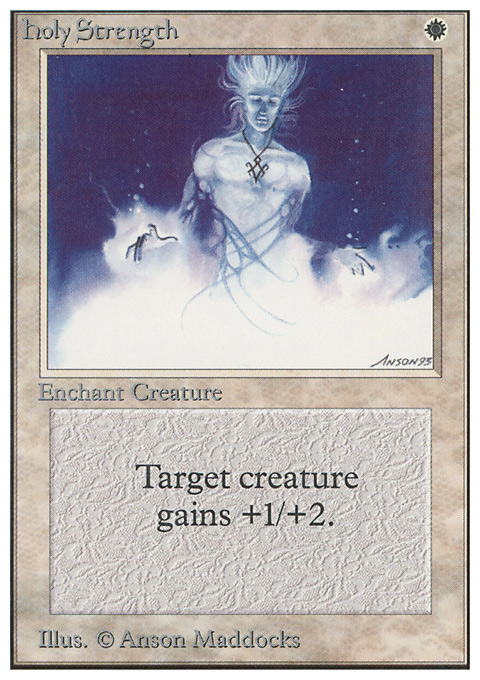 Holy Strength
ANSON93
Enchant Creature
Target creature
gains +1/+2.
Illus. © Anson Maddocks